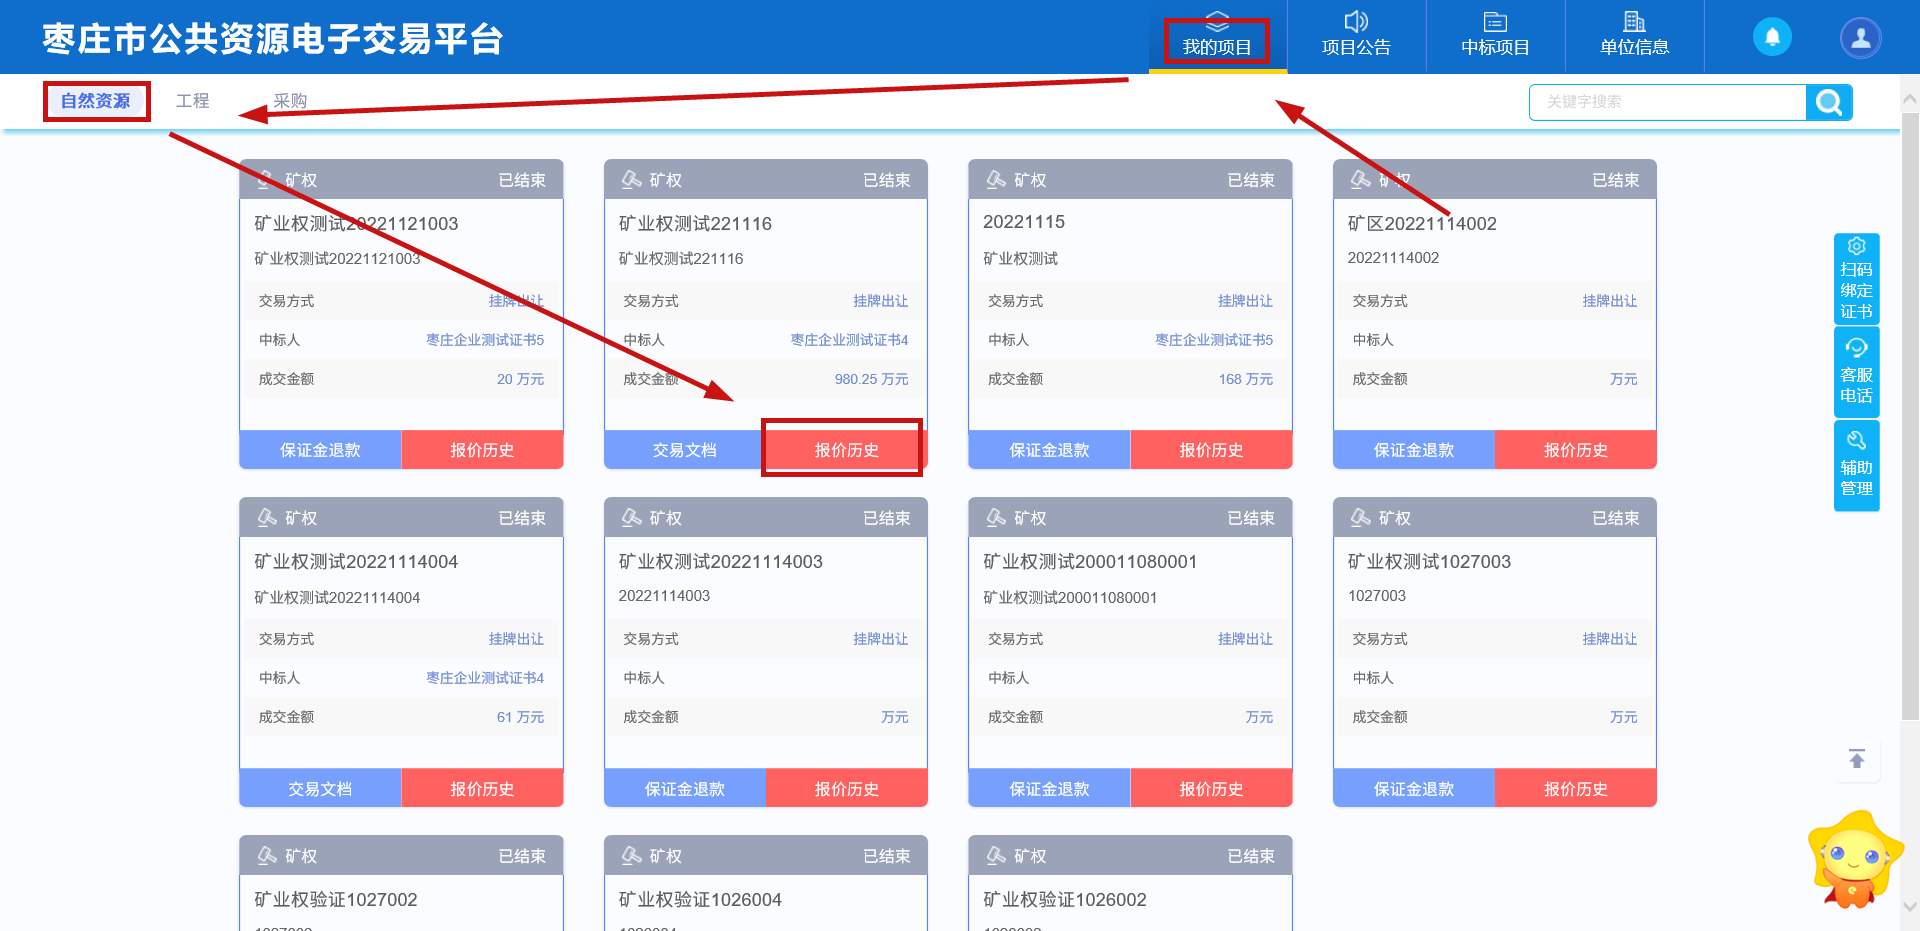 枣庄市公共资源电子交易平台
我的项目 项目公告 中标项目 单位信息
自然资源 工程 采购 关键字搜索
矿权 已结束 矿权 已结束 矿权 已结束 矿权 已结束
矿业权测试20221121003 矿业权测试221116 20221115 矿区20221114002
矿业权测试20221121003 矿业权测试221116 矿业权测试 20221114002
交易方式 挂牌出让 交易方式 挂牌出让 交易方式 挂牌出让 交易方式 挂牌出让
中标人 枣庄企业测试证书5 中标人 枣庄企业测试证书4 中标人 枣庄企业测试证书5 中标人
成交金额 20 万元 成交金额 980.25 万元 成交金额 168 万元 成交金额 万元
保证金退款 报价历史 交易文档 报价历史 保证金退款 报价历史 保证金退款 报价历史
矿权 已结束 矿权 已结束 矿权 已结束 矿权 已结束
矿业权测试20221114004 矿业权测试20221114003 矿业权测试200011080001 矿业权测试1027003
矿业权测试20221114004 20221114003 矿业权测试200011080001 1027003
交易方式 挂牌出让 交易方式 挂牌出让 交易方式 挂牌出让 交易方式 挂牌出让
中标人 枣庄企业测试证书4 中标人 中标人 中标人
成交金额 61 万元 成交金额 万元 成交金额 万元 成交金额 万元
交易文档 报价历史 保证金退款 报价历史 保证金退款 报价历史 保证金退款 报价历史
矿权 已结束 矿权 已结束 矿权 已结束
矿业权验证1027002 矿业权验证1026004 矿业权验证1026002
扫码
绑定
证书
客服
电话
辅助
管理